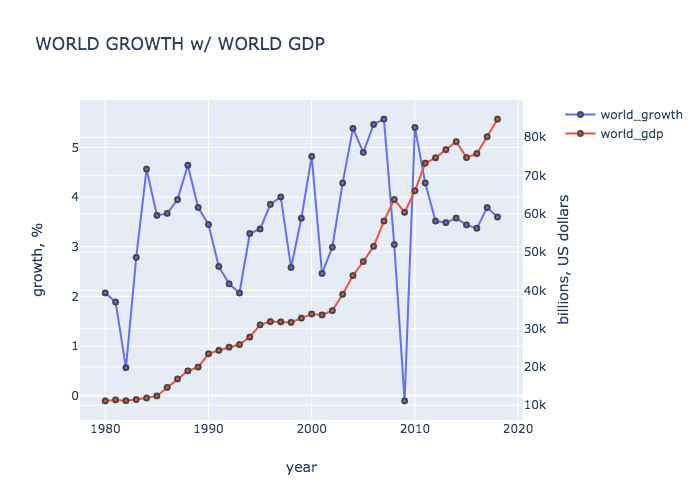 WORLD GROWTH w/ WORLD GDP
world_growth
world_gdp
growth, %
5
4
3
2
1
0
80k
70k
60k
50k
40k
30k
20k
10k
billions, US dollars
1980
1990
2000
2010
2020
year